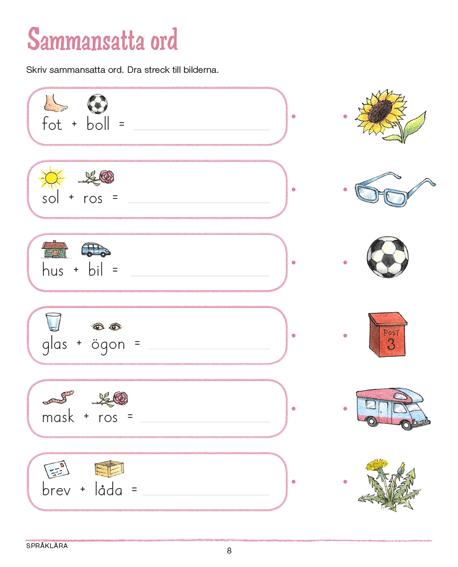 Sammansatta ord
Skriv sammansatta ord. Dra streck till bilderna.
fot + boll =
sol + ros =
hus + bil =
glas + ögon =
POST
3
mask + ros =
brev + låda =
SPRÅKLÄRA
8